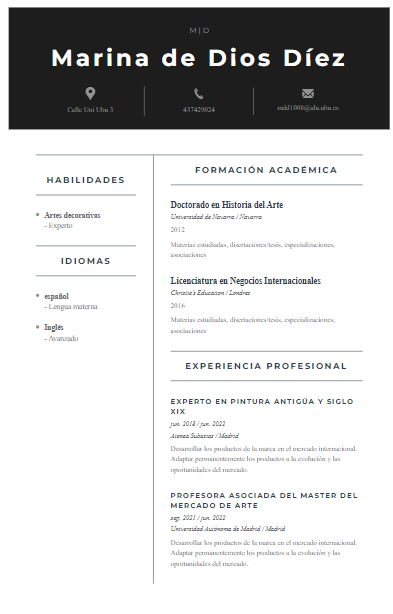 M|D
Marina de Dios Díez
Calle Uni Ubu 3
437429024
mdd1008@alu.ubu.es
HABILIDADES
Artes decorativas
- Experto
IDIOMAS
español
- Lengua materna
Inglés
- Avanzado
FORMACIÓN ACADÉMICA
Doctorado en Historia del Arte
Universidad de Navarra / Navarra
2012
Materias estudiadas, disertaciones/tesis, especializaciones,
asociaciones
Licenciatura en Negocios Internacionales
Christie's Education / Londres
2016
Materias estudiadas, disertaciones/tesis, especializaciones,
asociaciones
EXPERIENCIA PROFESIONAL
EXPERTO EN PINTURA ANTIGÜA Y SIGLO
XIX
jun. 2018 / jun. 2022
Atenea Subastas / Madrid
Desarrollar los productos de la marca en el mercado internacional.
Adaptar permanentemente los productos a la evolución y las
oportunidades del mercado.
PROFESORA ASOCIADA DEL MASTER DEL
MERCADO DE ARTE
sep. 2021 / jun. 2022
Universidad Autónoma de Madrid / Madrid
Desarrollar los productos de la marca en el mercado internacional.
Adaptar permanentemente los productos a la evolución y las
oportunidades del mercado.